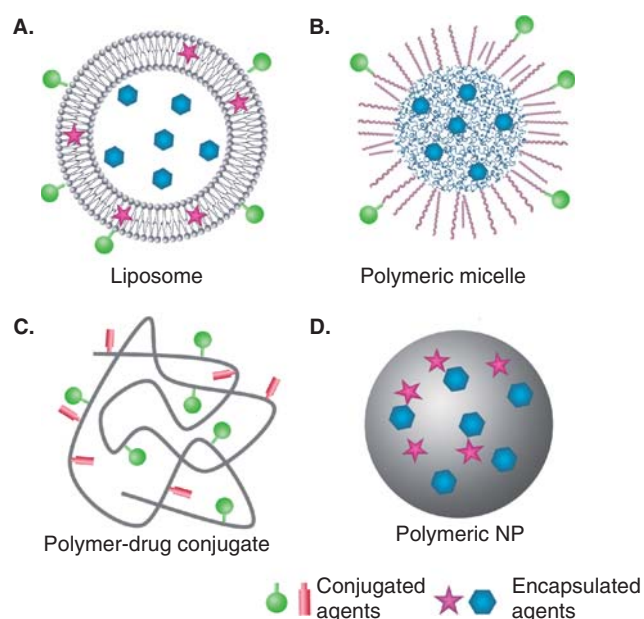 A.
B.
Liposome
Polymeric micelle
C.
D.
Polymer-drug conjugate
Polymeric NP
Conjugated
agents
Encapsulated
agents